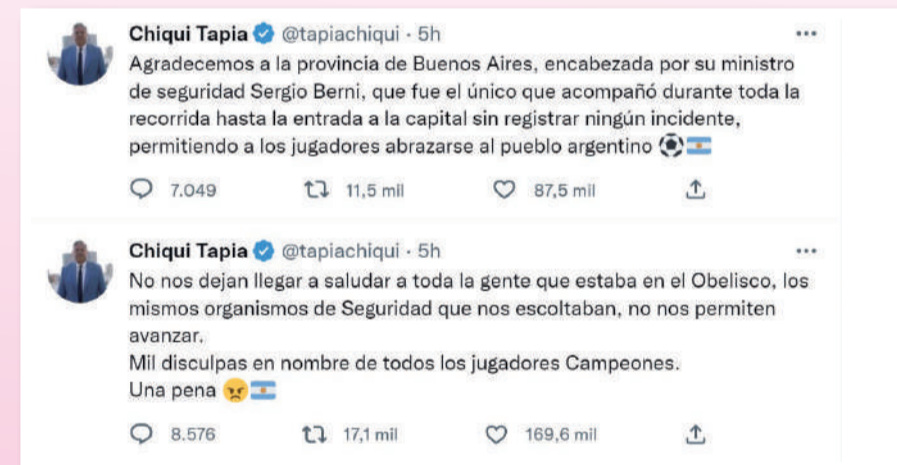 Chiqui Tapia @tapiachiqui · 5h
Agradecemos a la provincia de Buenos Aires, encabezada por su ministro
de seguridad Sergio Berni, que fue el único que acompañó durante toda la
recorrida hasta la entrada a la capital sin registrar ningún incidente,
permitiendo a los jugadores abrazarse al pueblo argentino ⚽🇦🇷
7.049 11,5 mil 87,5 mil
Chiqui Tapia @tapiachiqui · 5h
No nos dejan llegar a saludar a toda la gente que estaba en el Obelisco, los
mismos organismos de Seguridad que nos escoltaban, no nos permiten
avanzar.
Mil disculpas en nombre de todos los jugadores Campeones.
Una pena 😠🇦🇷
8.576 17,1 mil 169,6 mil